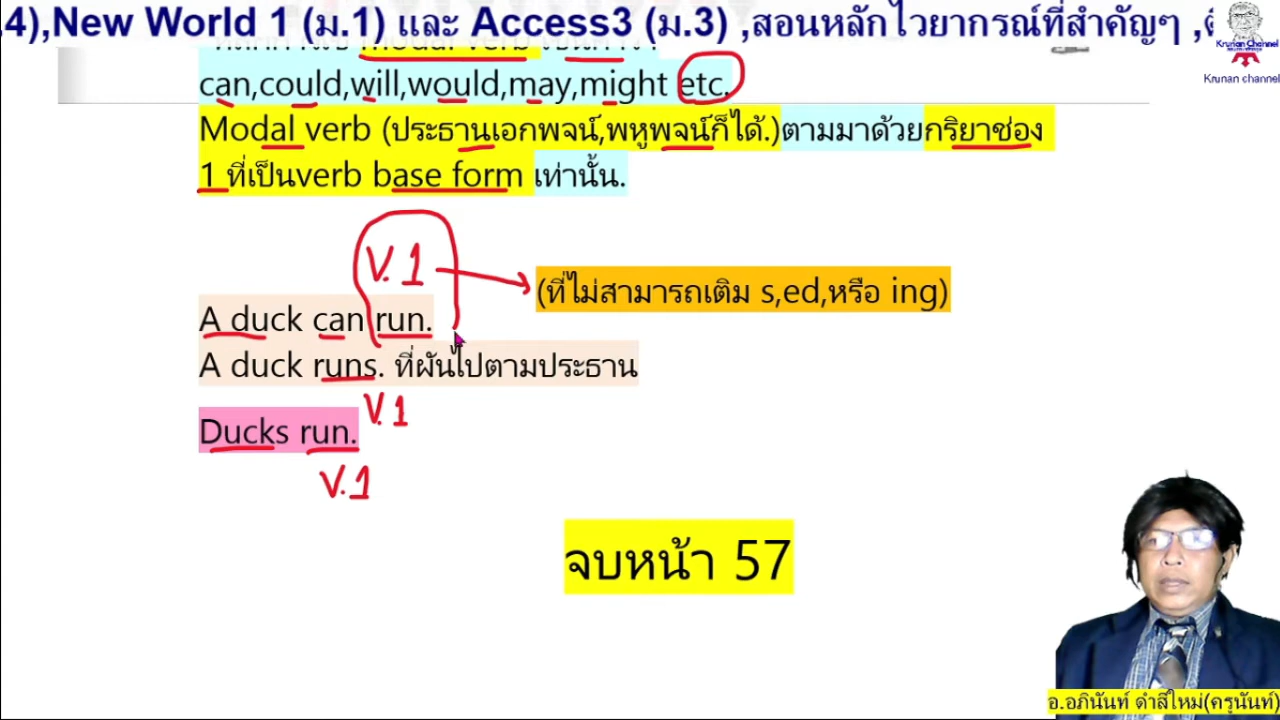 .4),New World 1 (ม.1) และ Access3 (ม.3) ,สอนหลักไวยากรณ์ที่สำคัญๆ ,
Krunan Channel
Krunan channel
modal verb
can,could,will,would,may,might etc.
Modal verb (ประธานเอกพจน์,พหูพจน์ก็ได้.)ตามมาด้วยกริยาช่อง
1 ที่เป็นverb base form เท่านั้น.
V.1
(ที่ไม่สามารถเติม s,ed,หรือ ing)
A duck can run.
A duck runs. ที่ผันไปตามประธาน
V.1
Ducks run.
V.1
จบหน้า 57
อ.อภินันท์ ดำสีใหม่(ครูนันท์)